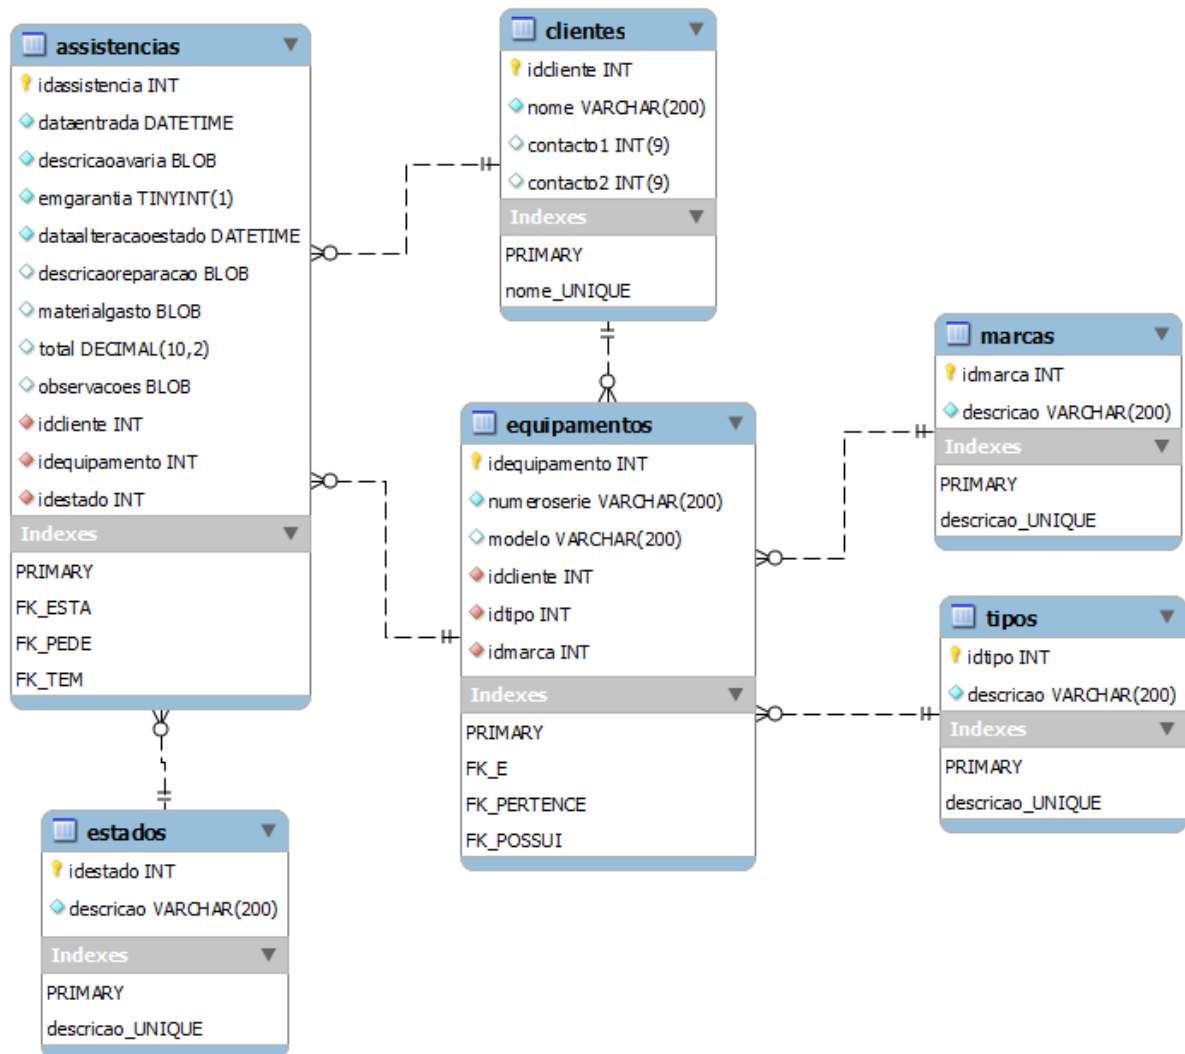 assistencias
idassistencia INT
dataentrada DATETIME
descricaoavaria BLOB
emgarantia TINYINT(1)
dataalteracaoestado DATETIME
descricaoreparacao BLOB
materialgasto BLOB
total DECIMAL(10,2)
observacoes BLOB
idcliente INT
idequipamento INT
idestado INT
Indexes
PRIMARY
FK_ESTA
FK_PEDE
FK_TEM
clientes
idcliente INT
nome VARCHAR(200)
contacto1 INT(9)
contacto2 INT(9)
Indexes
PRIMARY
nome_UNIQUE
equipamentos
idequipamento INT
numeroserie VARCHAR(200)
modelo VARCHAR(200)
idcliente INT
idtipo INT
idmarca INT
Indexes
PRIMARY
FK_E
FK_PERTENCE
FK_POSSUI
marcas
idmarca INT
descricao VARCHAR(200)
Indexes
PRIMARY
descricao_UNIQUE
tipos
idtipo INT
descricao VARCHAR(200)
Indexes
PRIMARY
descricao_UNIQUE
estados
idestado INT
descricao VARCHAR(200)
Indexes
PRIMARY
descricao_UNIQUE